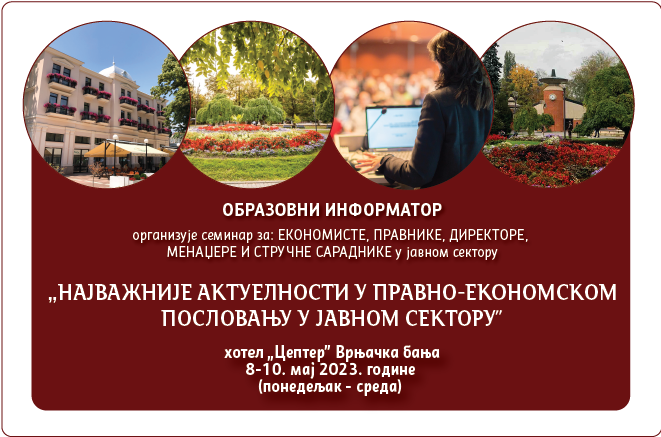 ОБРАЗОВНИ ИНФОРМАТОР
организује семинар за: ЕКОНОМИСТЕ, ПРАВНИКЕ, ДИРЕКТОРЕ,
МЕНАЏЕРЕ И СТРУЧНЕ САРАДНИКЕ у јавном сектору
„НАЈВАЖНИЈЕ АКТУЕЛНОСТИ У ПРАВНО-ЕКОНОМСКОМ
ПОСЛОВАЊУ У ЈАВНОМ СЕКТОРУ”
хотел „Цептер” Врњачка бања
8-10. мај 2023. године
(понедељак - среда)